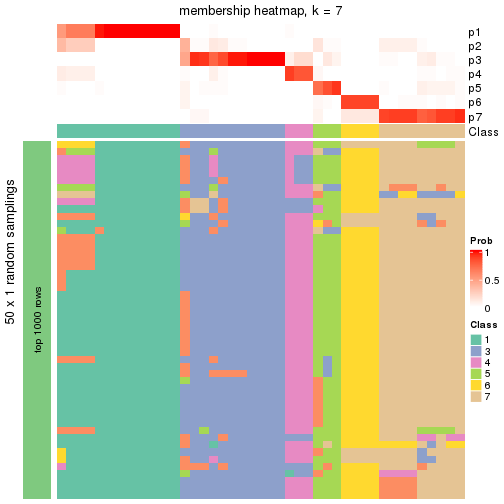 membership heatmap, k = 7
p1
p2
p3
p4
p5
p6
p7
Class
50 x 1 random samplings
top 1000 rows
Prob
1
0.5
0
Class
1
3
4
5
6
7